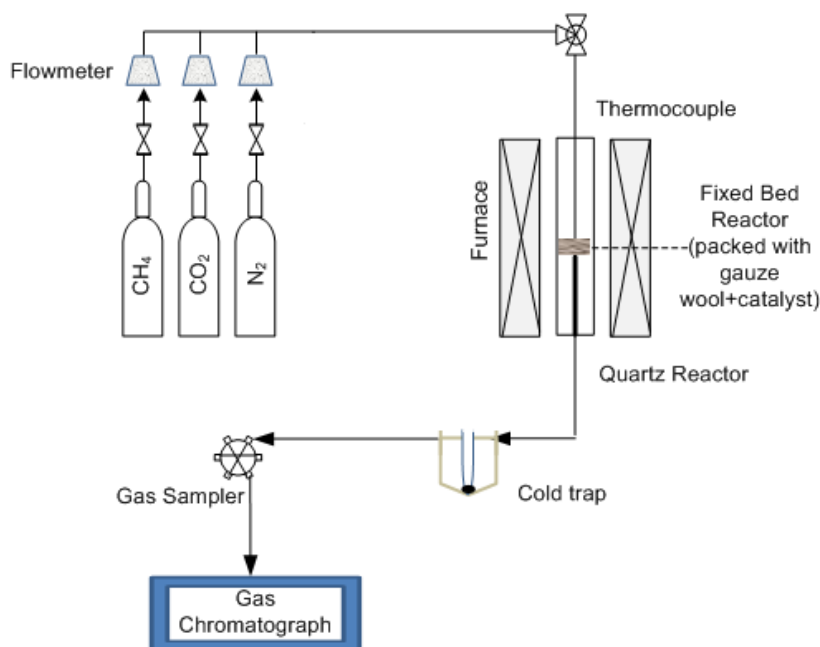 Flowmeter
CH₄
CO₂
N₂
Thermocouple
Furnace
Fixed Bed
Reactor
(packed with
gauze
wool+catalyst)
Quartz Reactor
Cold trap
Gas Sampler
Gas
Chromatograph